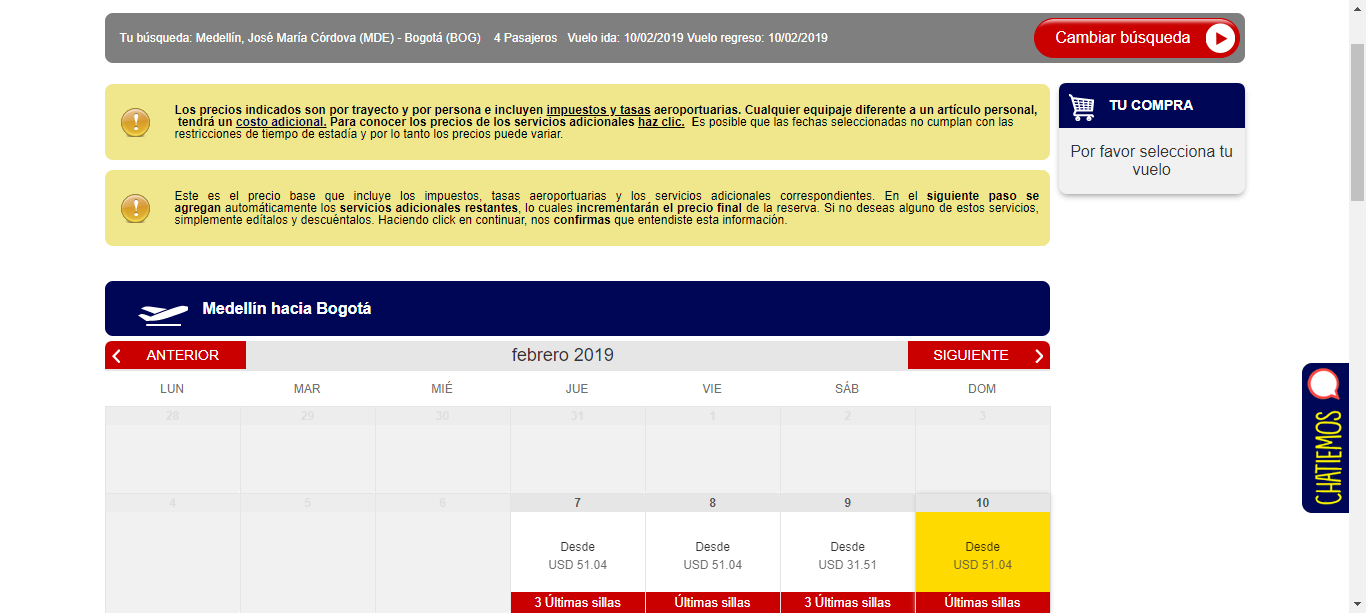 Tu búsqueda: Medellín, José María Córdova (MDE) - Bogotá (BOG) 4 Pasajeros Vuelo ida: 10/02/2019 Vuelo regreso: 10/02/2019
Cambiar búsqueda
Los precios indicados son por trayecto y por persona e incluyen impuestos y tasas aeroportuarias. Cualquier equipaje diferente a un artículo personal,
tendrá un costo adicional. Para conocer los precios de los servicios adicionales haz clic. Es posible que las fechas seleccionadas no cumplan con las
restricciones de tiempo de estadía y por lo tanto los precios puede variar.
TU COMPRA
Por favor selecciona tu
vuelo
Este es el precio base que incluye los impuestos, tasas aeroportuarias y los servicios adicionales correspondientes. En el siguiente paso se
agregan automáticamente los servicios adicionales restantes, lo cuales incrementarán el precio final de la reserva. Si no deseas alguno de estos servicios,
simplemente edítalos y descuéntalos. Haciendo click en continuar, nos confirmas que entendiste esta información.
Medellín hacia Bogotá
ANTERIOR
febrero 2019
SIGUIENTE
LUN MAR MIÉ JUE VIE SÁB DOM
28 29 30 31 1 2 3
4 5 6 7 8 9 10
Desde Desde Desde Desde
USD 51.04 USD 51.04 USD 31.51 USD 51.04
3 Últimas sillas Últimas sillas 3 Últimas sillas Últimas sillas
CHATIEMOS